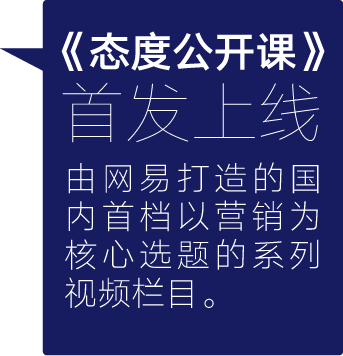 《态度公开课》
首发上线
由网易打造的国
内首档以营销为
核心选题的系列
视频栏目。